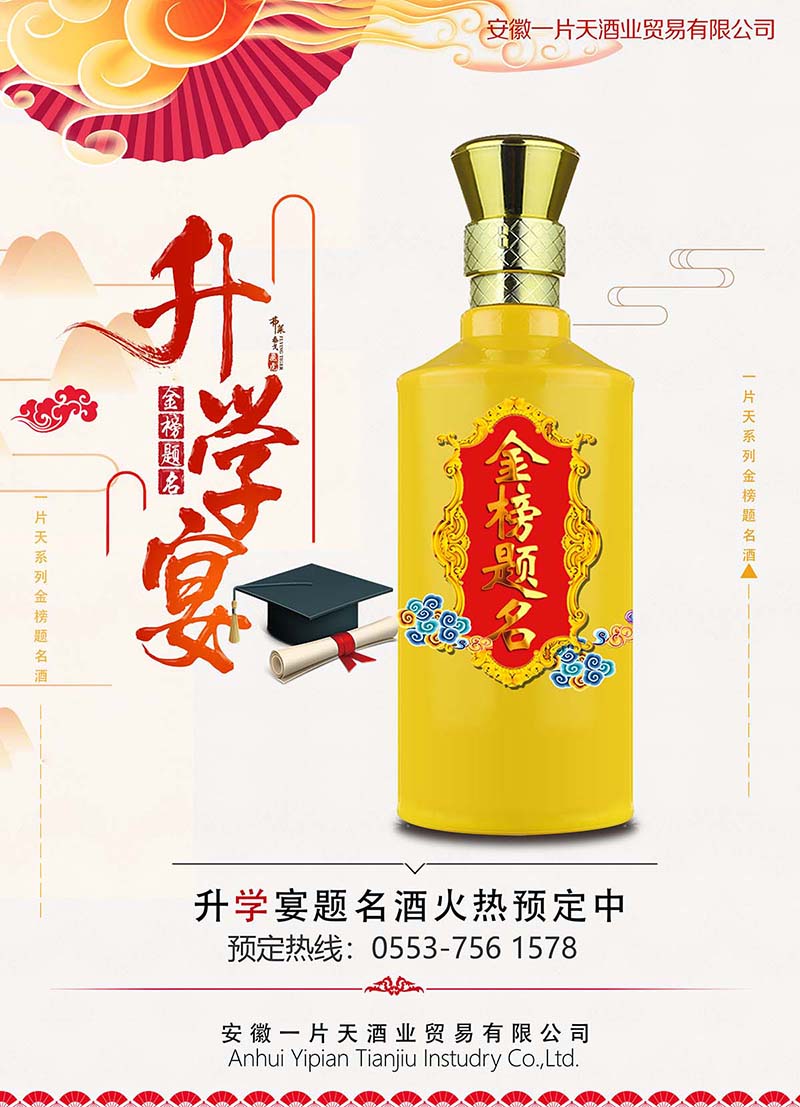 安徽一片天酒业贸易有限公司
升学宴
金榜题名
一片天系列金榜题名酒
金榜题名
一片天系列金榜题名酒
升学宴题名酒火热预定中
预定热线：0553-756 1578
安徽一片天酒业贸易有限公司
Anhui Yipian Tianjiu Instudry Co.,Ltd.